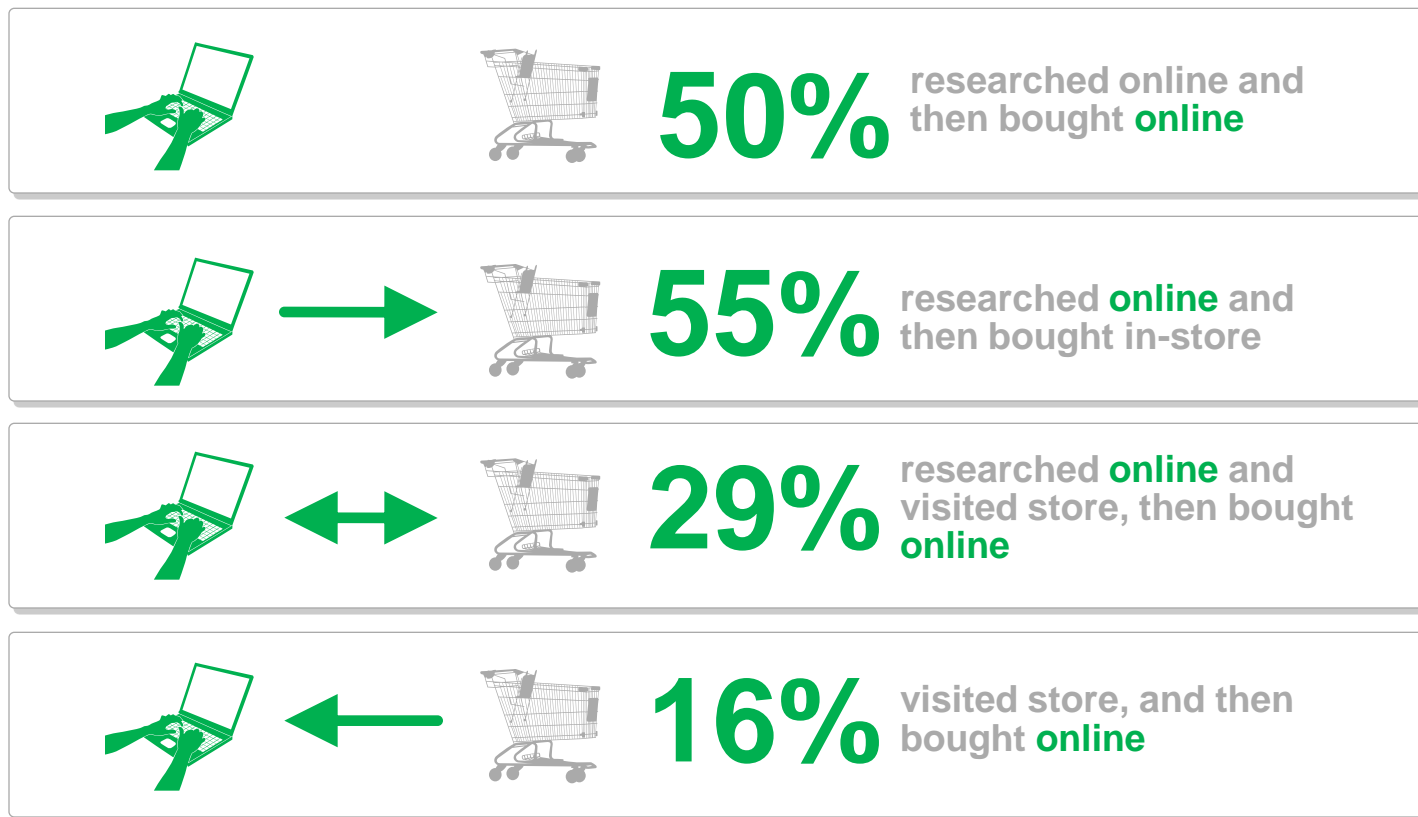 50%
researched online and
then bought online
55%
researched online and
then bought in-store
29%
researched online and
visited store, then bought
online
16%
visited store, and then
bought online